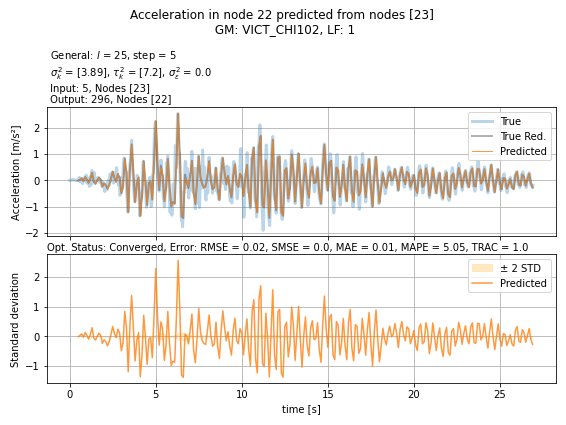 Acceleration in node 22 predicted from nodes [23]
GM: VICT_CHI102, LF: 1
General: l = 25, step = 5
σ²ₖ = [3.89], τ²ₖ = [7.2], σ²ε = 0.0
Input: 5, Nodes [23]
Output: 296, Nodes [22]
Acceleration [m/s²]
2
1
0
−1
−2
True
True Red.
Predicted
Opt. Status: Converged, Error: RMSE = 0.02, SMSE = 0.0, MAE = 0.01, MAPE = 5.05, TRAC = 1.0
Standard deviation
2
1
0
−1
± 2 STD
Predicted
0 5 10 15 20 25
time [s]